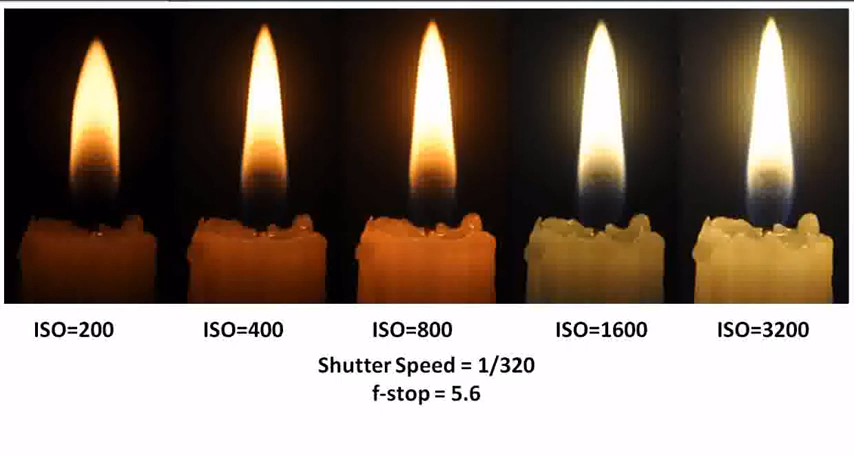 ISO=200 ISO=400 ISO=800 ISO=1600 ISO=3200
Shutter Speed = 1/320
f-stop = 5.6